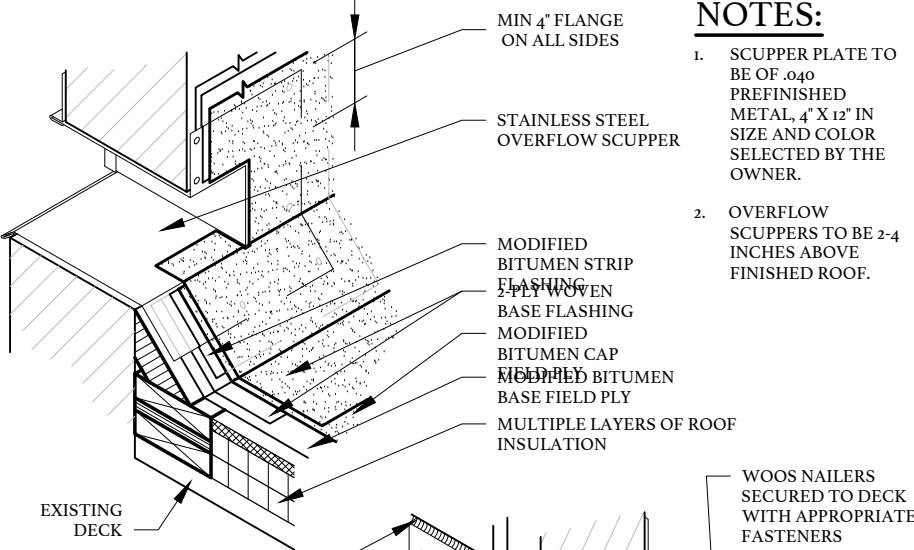 MIN 4" FLANGE
ON ALL SIDES
STAINLESS STEEL
OVERFLOW SCUPPER
MODIFIED
BITUMEN STRIP
FLASHING
2-PLY WOVEN
BASE FLASHING
MODIFIED
BITUMEN CAP
FIELD PLY
MODIFIED BITUMEN
BASE FIELD PLY
MULTIPLE LAYERS OF ROOF
INSULATION
EXISTING
DECK
NOTES:
1. SCUPPER PLATE TO
BE OF .040
PREFINISHED
METAL, 4" X 12" IN
SIZE AND COLOR
SELECTED BY THE
OWNER.
2. OVERFLOW
SCUPPERS TO BE 2-4
INCHES ABOVE
FINISHED ROOF.
WOOS NAILERS
SECURED TO DECK
WITH APPROPRIATE
FASTENERS